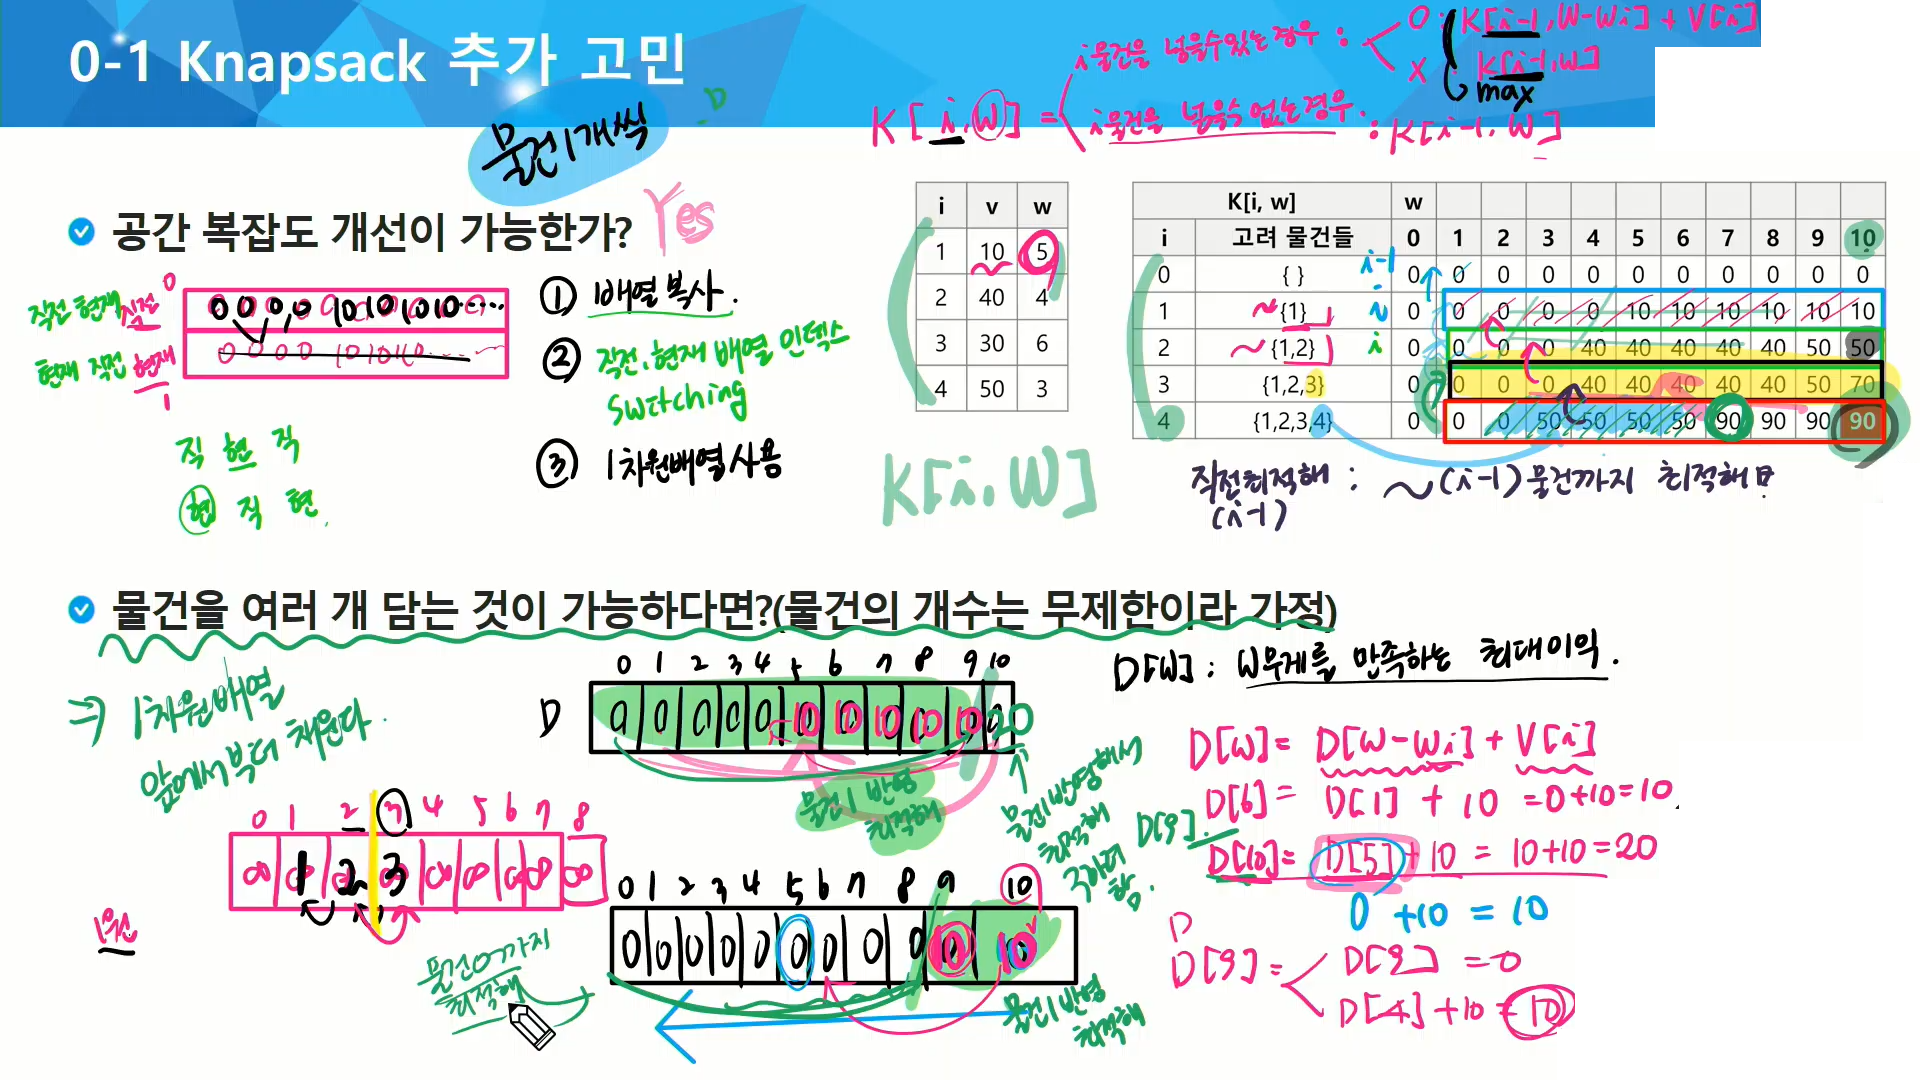 0-1 Knapsack 추가 고민
물건1개씩
D
i물건을 넣을수있는경우 : O : K[i-1, W-Wi] + V[i]
X : K[i-1, W]
max
K[i, W] =
i물건을 넣을수 없는경우 : K[i-1, W]
공간 복잡도 개선이 가능한가? Yes
직전 현재 직전 0
0 0 0 0 10 10 10 10 ....
현재 직전 현재 1
0 0 0 0 10 10 10 ...
직 현 직
현 직 현
① 1배열 복사.
② 직전, 현재 배열 인덱스
switching
③ 1차원배열사용
i v w
1 10 5
2 40 4
3 30 6
4 50 3
K[i, w] w
i 고려 물건들 0 1 2 3 4 5 6 7 8 9 10
0 { } 0 0 0 0 0 0 0 0 0 0 0
i-1
1 ~{1} 0 0 0 0 0 10 10 10 10 10 10
i
2 ~{1,2} 0 0 0 0 40 40 40 40 40 50 50
i
3 {1,2,3} 0 0 0 0 40 40 40 40 40 50 70
4 {1,2,3,4} 0 0 0 50 50 50 50 90 90 90 90
K[i, W]
직전최적해 : ~(i-1)물건까지 최적해
(i-1)
물건을 여러 개 담는 것이 가능하다면?(물건의 개수는 무제한이라 가정)
⇒ 1차원배열
앞에서부터 채운다.
0 1 2 3 4 5 6 7 8 9 10
D 0 0 0 0 0 10 10 10 10 10 20
물건1 반영
최적해
물건1반영해서
최적해
구하려
함.
D[W] : W무게를 만족하는 최대이익.
D[W] = D[W-Wi] + V[i]
D[6] = D[1] + 10 = 0+10=10.
D[9].
D[10] = D[5] + 10 = 10+10=20
0 +10 = 10
D
D[9] = D[9] = 0
D[4] +10 = 10
0 1 2 3 4 5 6 7 8
∞ 1 2 3 ∞ ∞ ∞ ∞ ∞
1원
물건0까지
최적해
0 1 2 3 4 5 6 7 8 9 10
0 0 0 0 0 0 0 0 0 10 10
물건1 반영
최적해